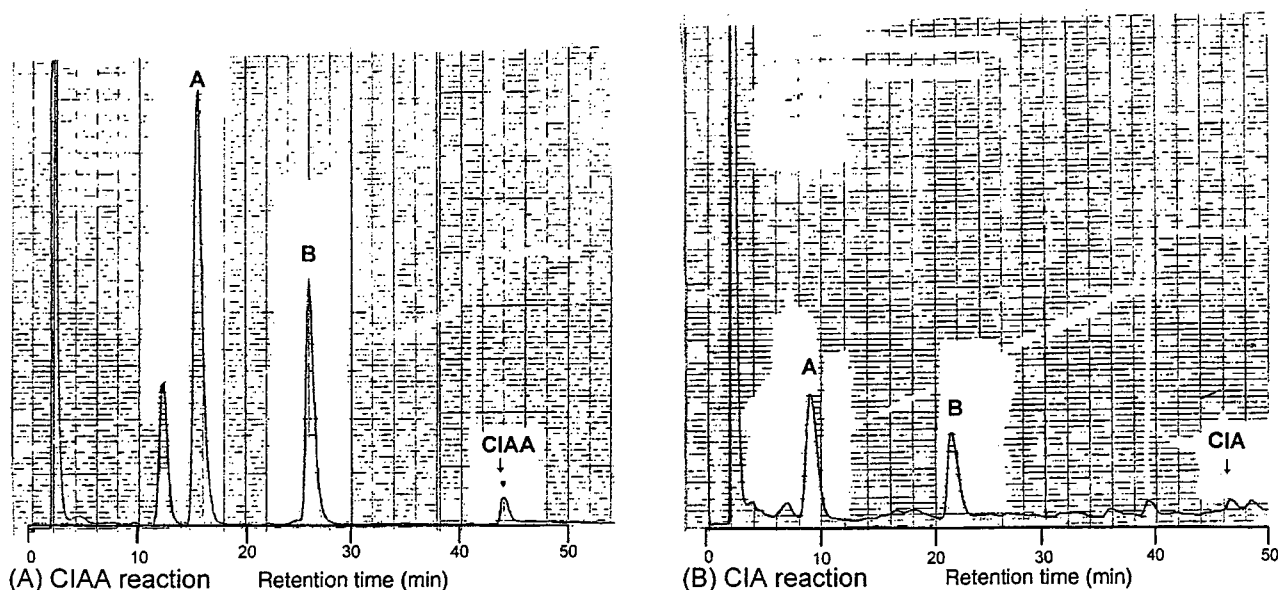 A
B
CIAA
0
10
20
30
40
50
(A) CIAA reaction
Retention time (min)
A
B
CIA
0
10
20
30
40
50
(B) CIA reaction
Retention time (min)